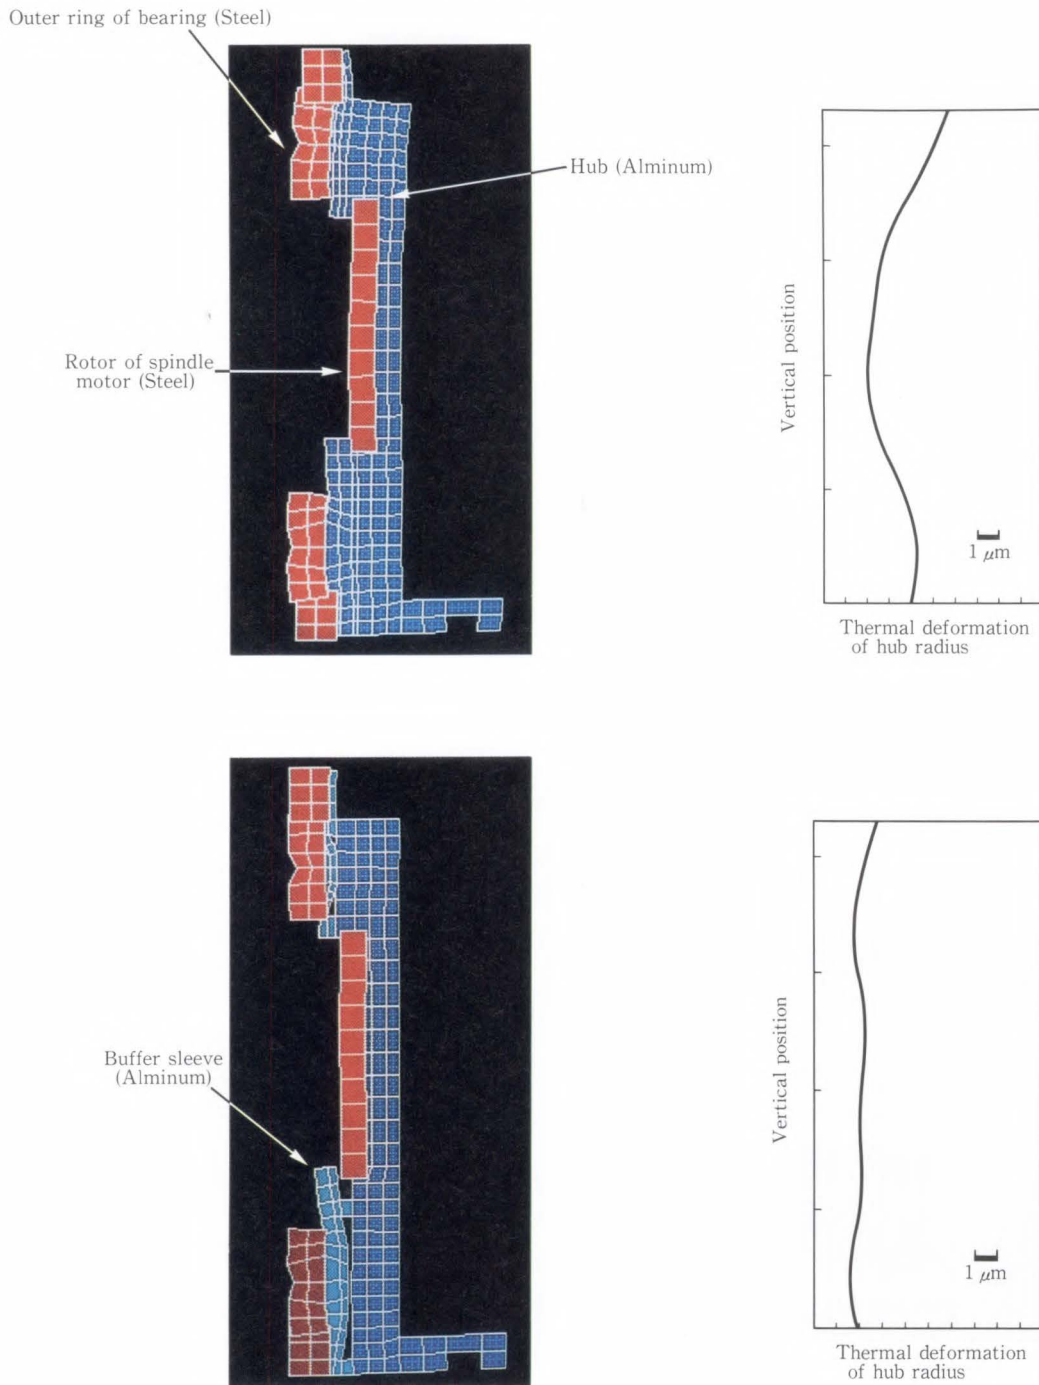 Outer ring of bearing (Steel)
Hub (Alminum)
Rotor of spindle
motor (Steel)
Vertical position
1 μm
Thermal deformation
of hub radius
Buffer sleeve
(Alminum)
Vertical position
1 μm
Thermal deformation
of hub radius